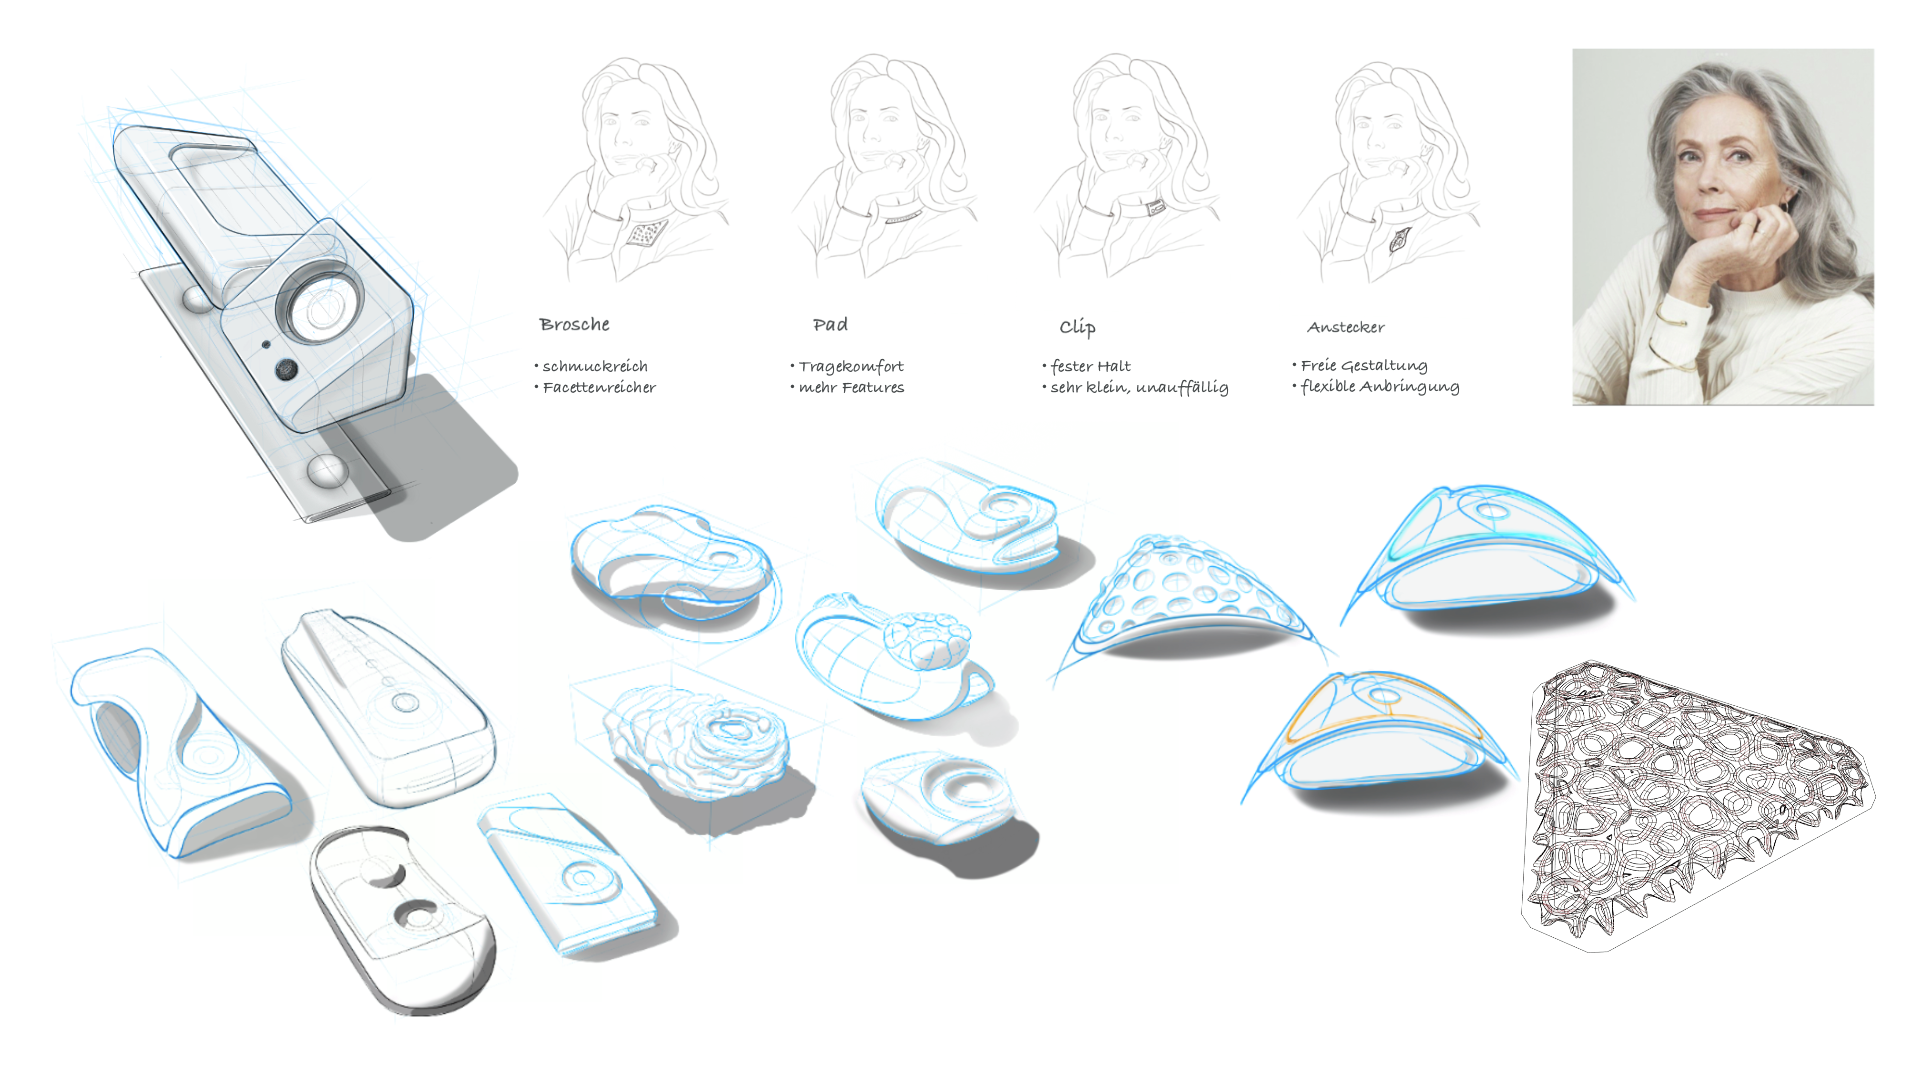 Brosche
• schmuckreich
• Facettenreicher
Pad
• Tragekomfort
• mehr Features
Clip
• fester Halt
• sehr klein, unauffällig
Anstecker
• Freie Gestaltung
• flexible Anbringung